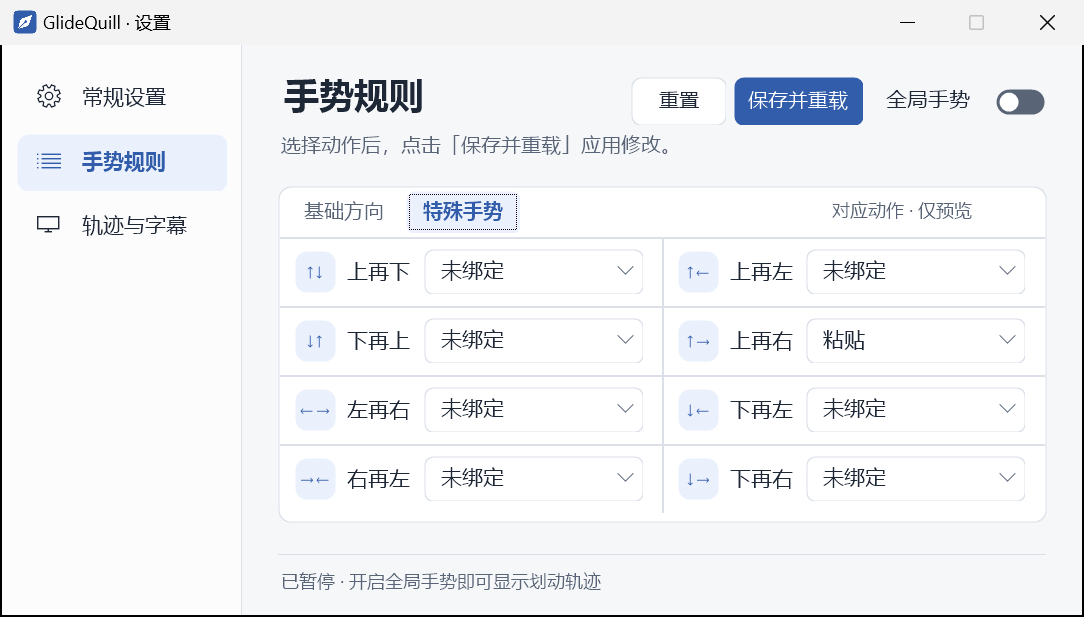 GlideQuill · 设置
常规设置
手势规则
轨迹与字幕
手势规则
重置
保存并重载
全局手势
选择动作后，点击「保存并重载」应用修改。
基础方向
特殊手势
对应动作 · 仅预览
↑↓ 上再下 未绑定
↑← 上再左 未绑定
↓↑ 下再上 未绑定
↑→ 上再右 粘贴
←→ 左再右 未绑定
↓← 下再左 未绑定
→← 右再左 未绑定
↓→ 下再右 未绑定
已暂停 · 开启全局手势即可显示划动轨迹